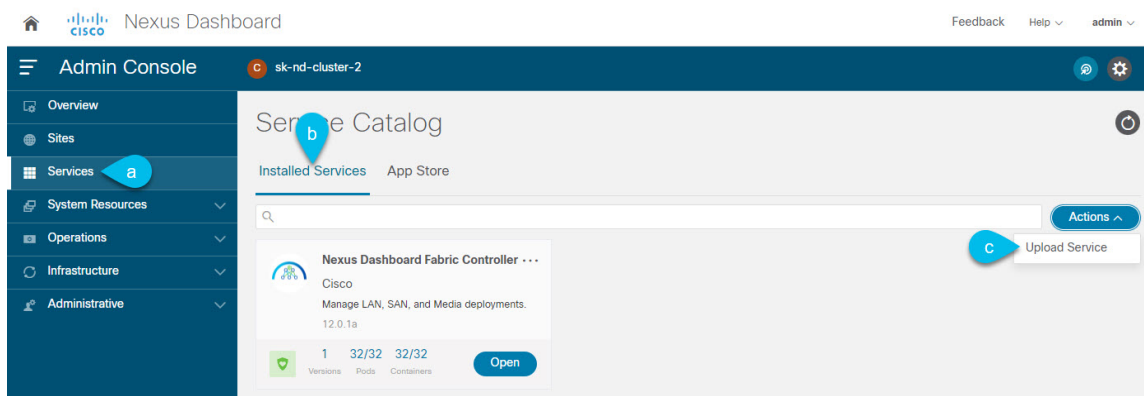 cisco
Nexus Dashboard
Feedback
Help
admin
Admin Console
C sk-nd-cluster-2
Overview
Sites
Services
a
System Resources
Operations
Infrastructure
Administrative
Service Catalog
b
Installed Services
App Store
Actions
c
Upload Service
Nexus Dashboard Fabric Controller ...
Cisco
Manage LAN, SAN, and Media deployments.
12.0.1a
1 32/32 32/32
Versions Pods Containers
Open